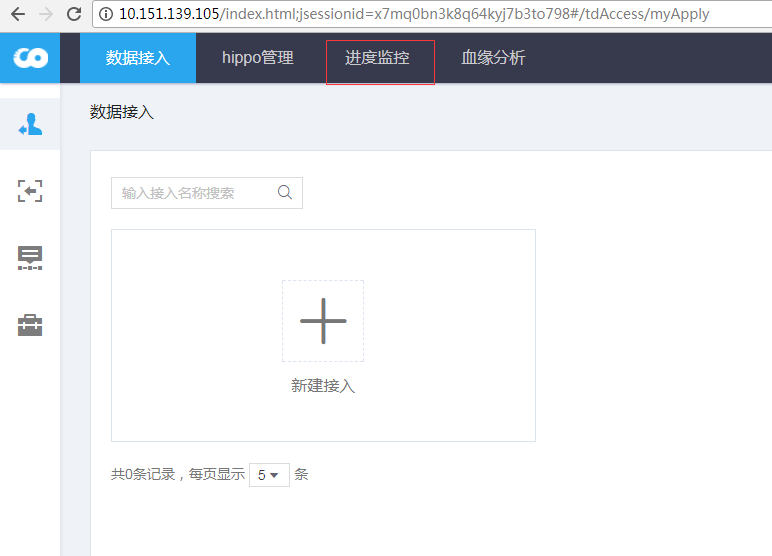 10.151.139.105/index.html;jsessionid=x7mq0bn3k8q64kyj7b3to798#/tdAccess/myApply
数据接入 hippo管理 进度监控 血缘分析
数据接入
输入接入名称搜索
新建接入
共0条记录，每页显示 5 条